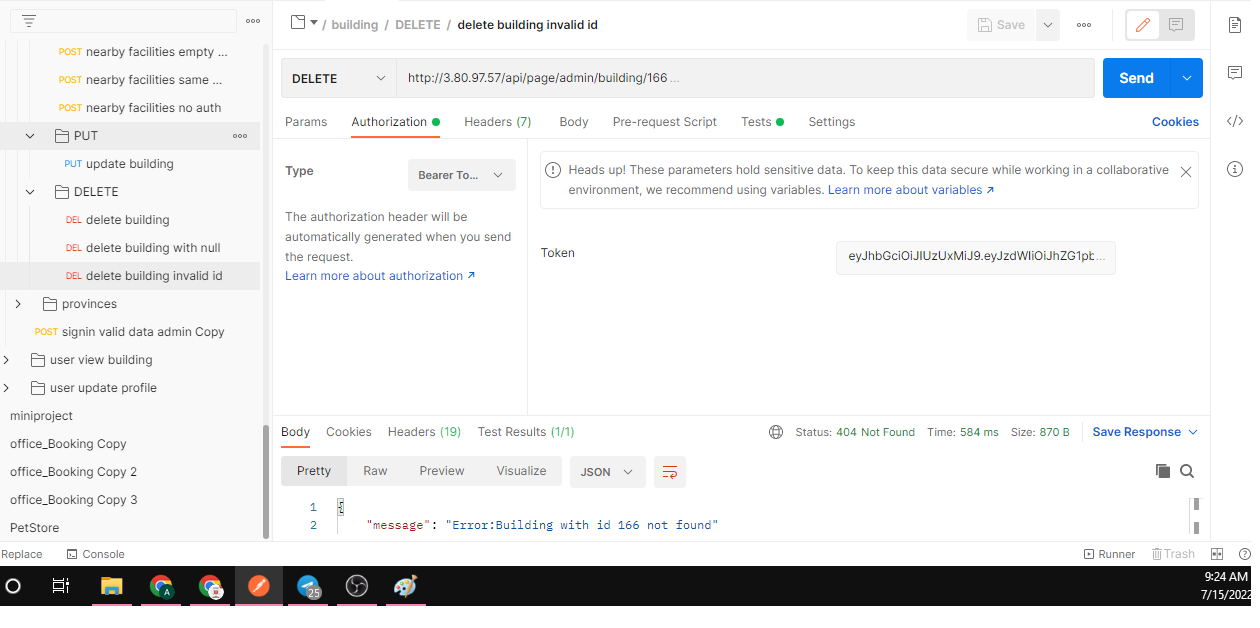 / building / DELETE / delete building invalid id
Save
POST nearby facilities empty ...
POST nearby facilities same ...
POST nearby facilities no auth
PUT
PUT update building
DELETE
DEL delete building
DEL delete building with null
DEL delete building invalid id
provinces
POST signin valid data admin Copy
user view building
user update profile
miniproject
office_Booking Copy
office_Booking Copy 2
office_Booking Copy 3
PetStore
DELETE http://3.80.97.57/api/page/admin/building/166 ... Send
Params Authorization Headers (7) Body Pre-request Script Tests Settings Cookies
Type Bearer To...
The authorization header will be
automatically generated when you send
the request.
Learn more about authorization ↗
Heads up! These parameters hold sensitive data. To keep this data secure while working in a collaborative
environment, we recommend using variables. Learn more about variables ↗
Token eyJhbGciOiJIUzUxMiJ9.eyJzdWIiOiJhZG1pb...
Body Cookies Headers (19) Test Results (1/1) Status: 404 Not Found Time: 584 ms Size: 870 B Save Response
Pretty Raw Preview Visualize JSON
1 {
2 "message": "Error:Building with id 166 not found"
Replace Console Runner Trash
A 25
9:24 AM
7/15/2022